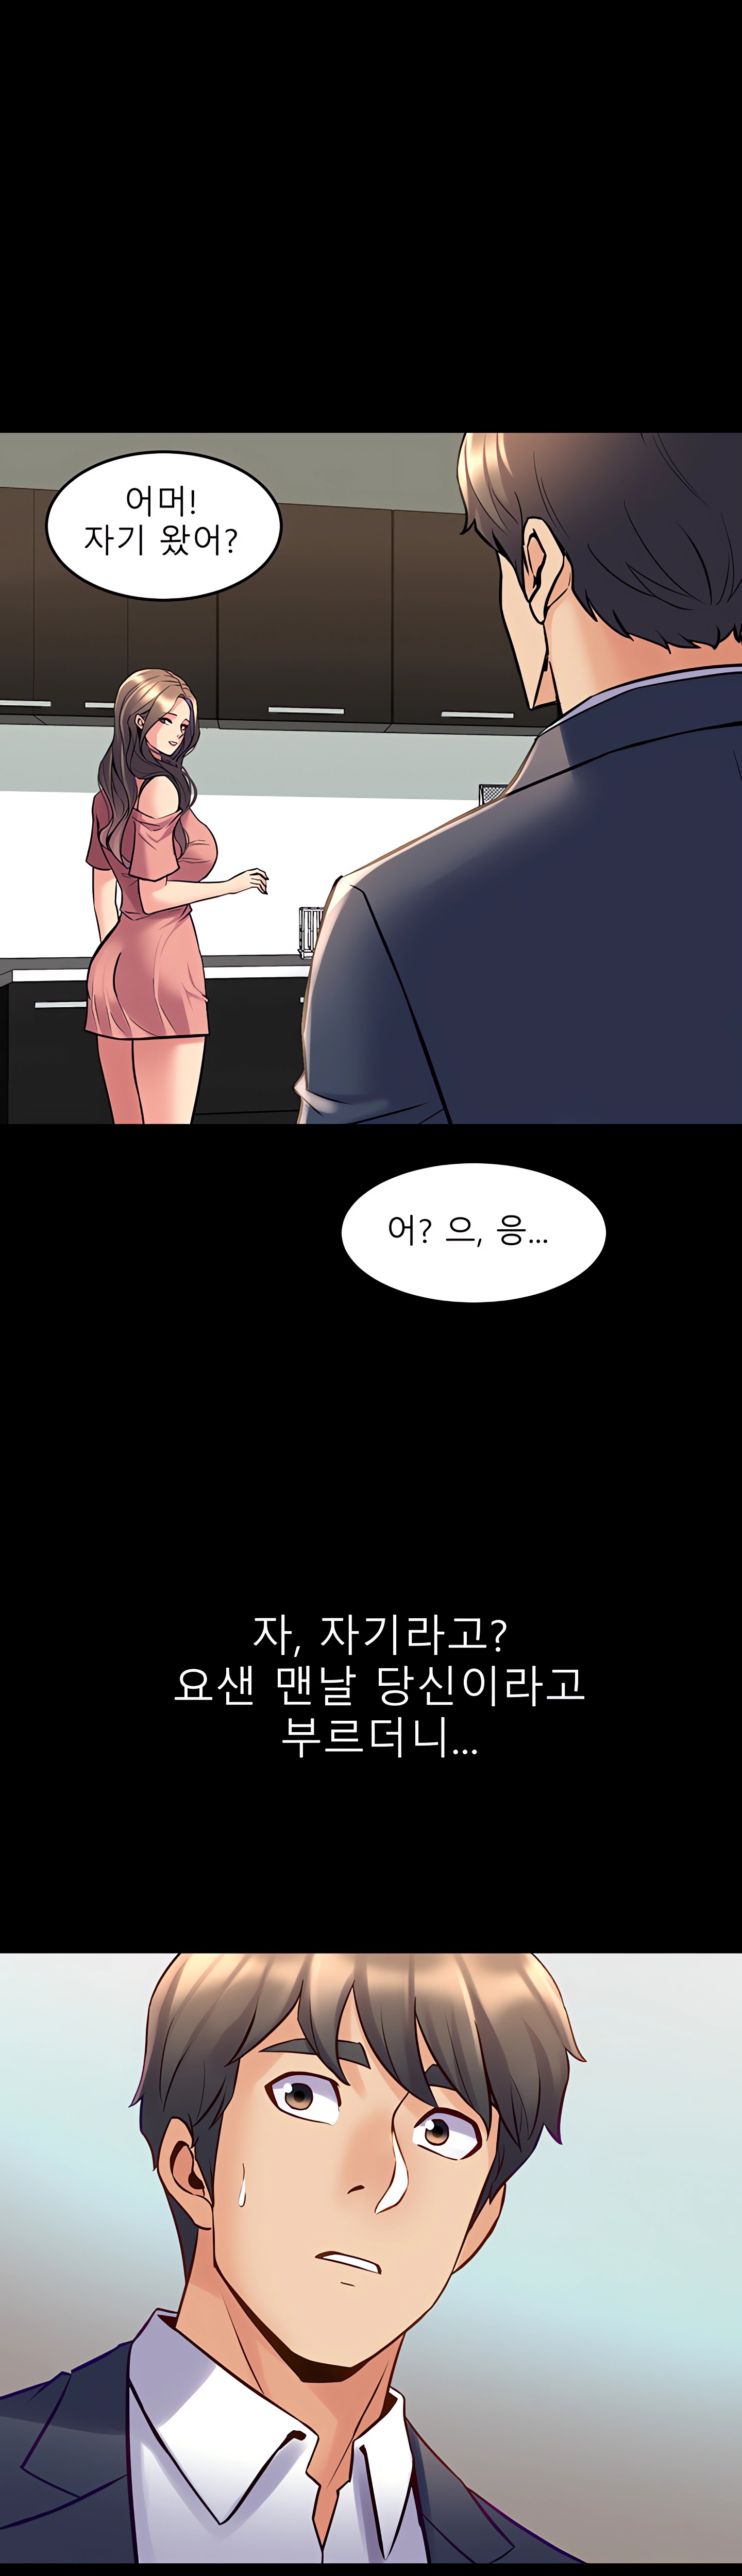 어머!
자기 왔어?
어? 으, 응...
자, 자기라고?
요샌 맨날 당신이라고
부르더니...